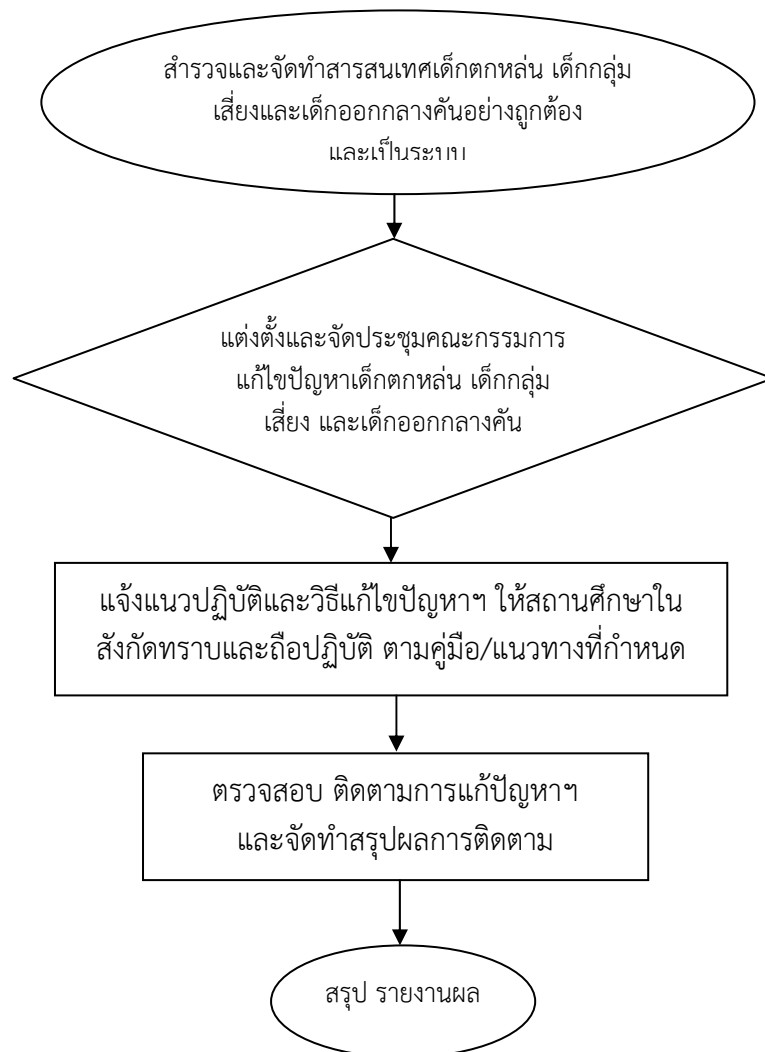 สำรวจและจัดทำสารสนเทศเด็กตกหล่น เด็กกลุ่ม
เสี่ยงและเด็กออกกลางคันอย่างถูกต้อง
และเป็นระบบ
แต่งตั้งและจัดประชุมคณะกรรมการ
แก้ไขปัญหาเด็กตกหล่น เด็กกลุ่ม
เสี่ยง และเด็กออกกลางคัน
แจ้งแนวปฏิบัติและวิธีแก้ไขปัญหาฯ ให้สถานศึกษาใน
สังกัดทราบและถือปฏิบัติ ตามคู่มือ/แนวทางที่กำหนด
ตรวจสอบ ติดตามการแก้ปัญหาฯ
และจัดทำสรุปผลการติดตาม
สรุป รายงานผล